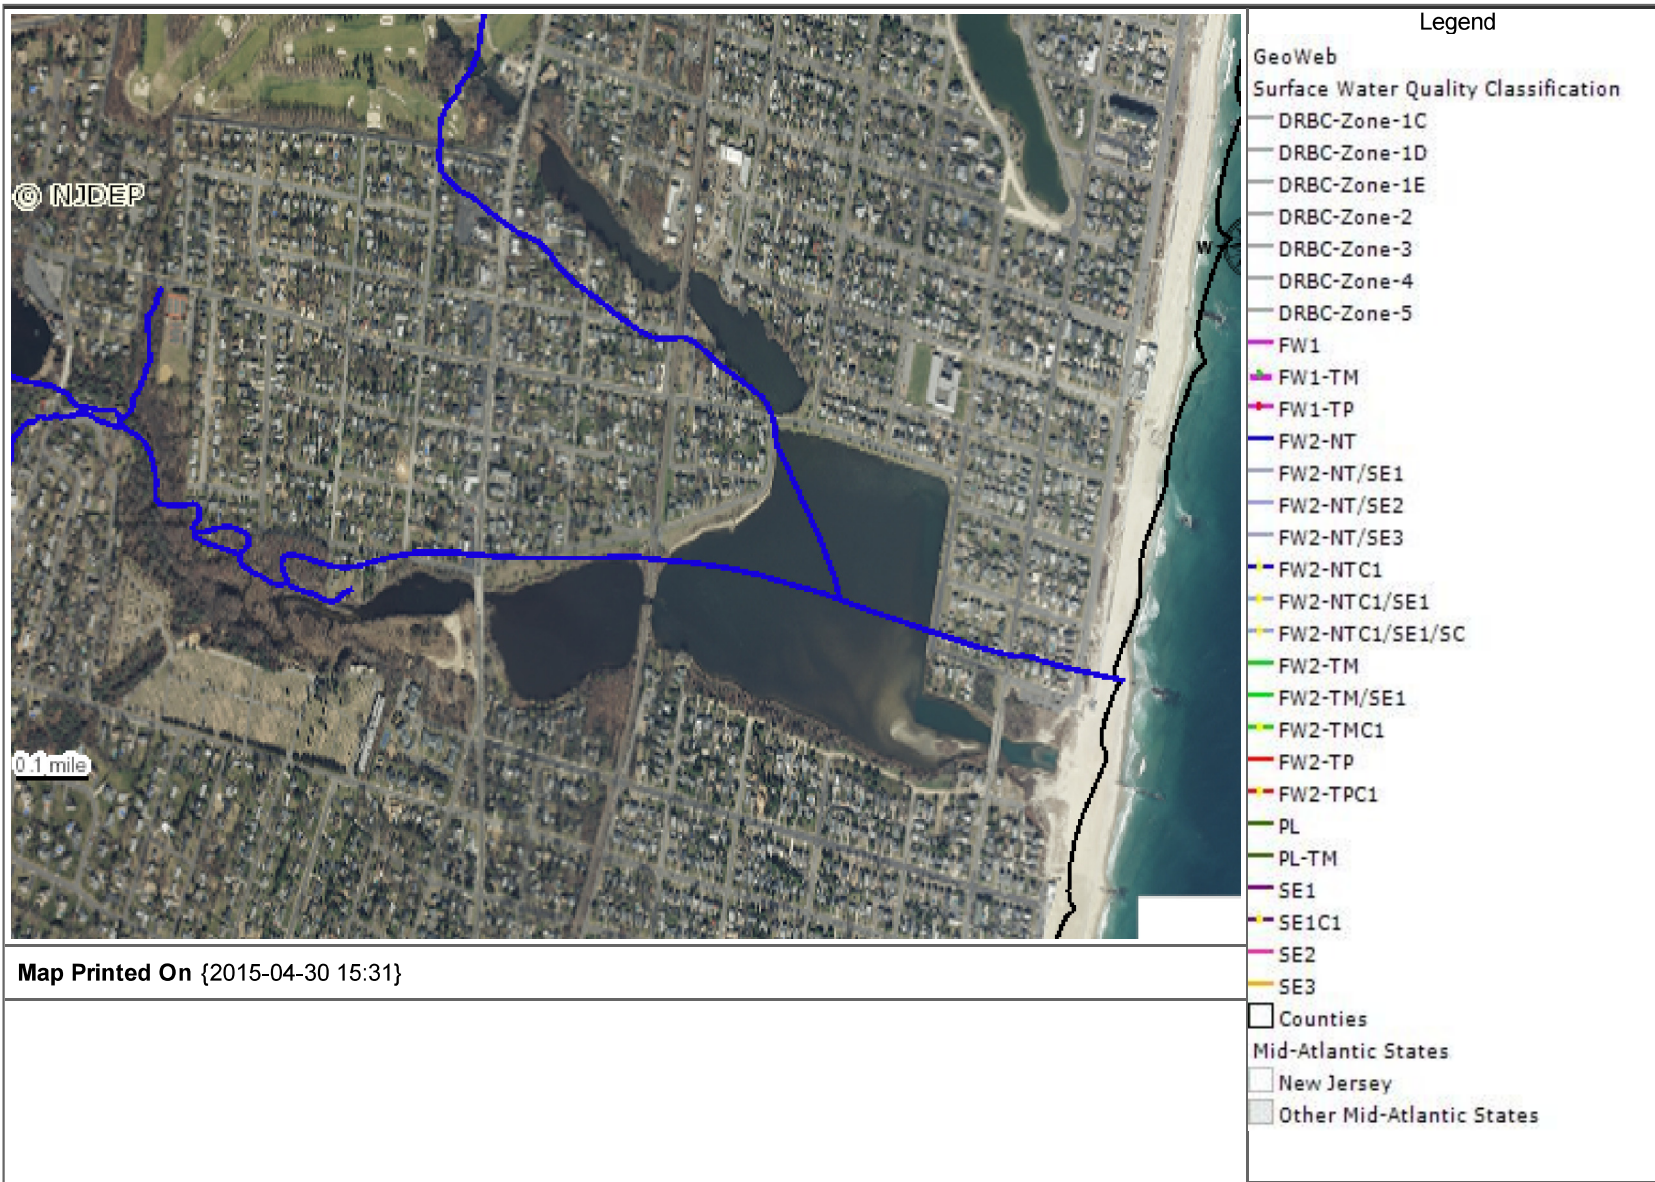 @ NJDEP
W
0.1 mile
Map Printed On {2015-04-30 15:31}
Legend
GeoWeb
Surface Water Quality Classification
DRBC-Zone-1C
DRBC-Zone-1D
DRBC-Zone-1E
DRBC-Zone-2
DRBC-Zone-3
DRBC-Zone-4
DRBC-Zone-5
FW1
FW1-TM
FW1-TP
FW2-NT
FW2-NT/SE1
FW2-NT/SE2
FW2-NT/SE3
FW2-NTC1
FW2-NTC1/SE1
FW2-NTC1/SE1/SC
FW2-TM
FW2-TM/SE1
FW2-TMC1
FW2-TP
FW2-TPC1
PL
PL-TM
SE1
SE1C1
SE2
SE3
Counties
Mid-Atlantic States
New Jersey
Other Mid-Atlantic States